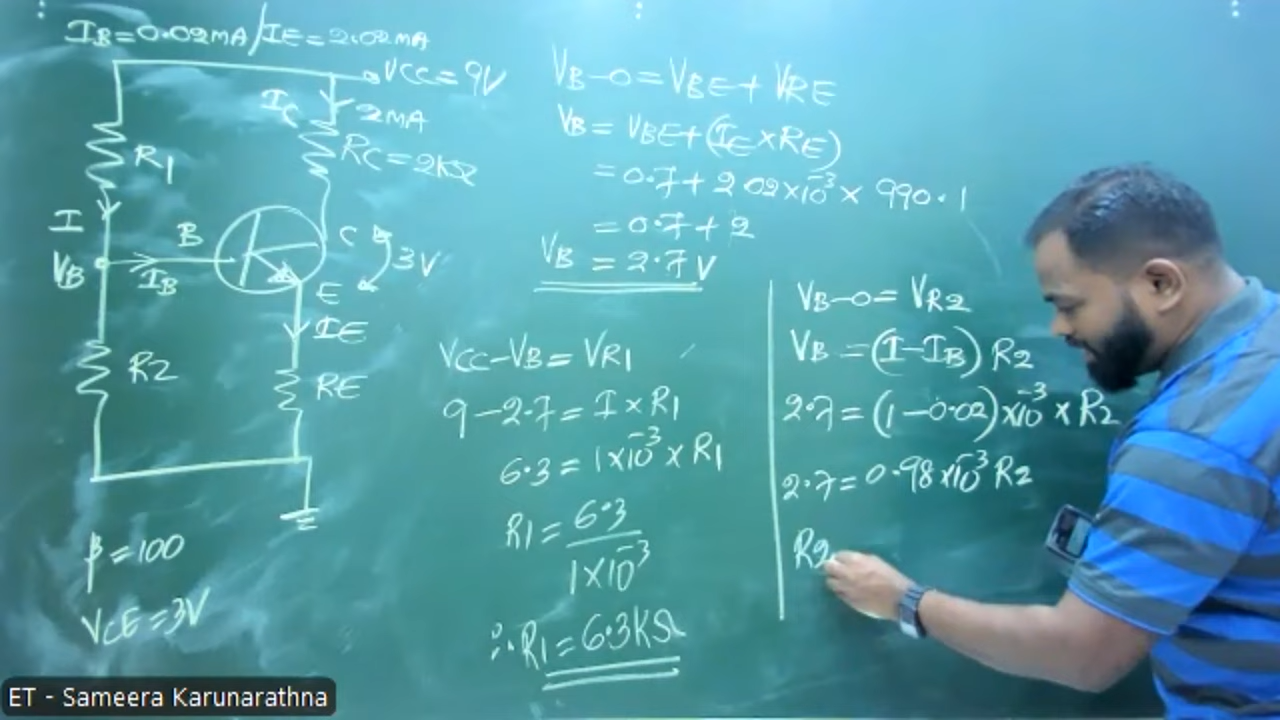 IB=0.02mA/IE=2.02mA
VCC=9V
IC
2mA
R1
RC=2KΩ
I
B
C
VB
IB
3V
E
IE
R2
RE
β=100
VCE=3V
VB-0=VBE+VRE
VB=VBE+(IE×RE)
=0.7+2.02×10⁻³×990.1
=0.7+2
VB=2.7V
VCC-VB=VR1
9-2.7=I×R1
6.3=1×10⁻³×R1
R1=6.3/1×10⁻³
∴R1=6.3KΩ
VB-0=VR2
VB=(I-IB)R2
2.7=(1-0.02)×10⁻³×R2
2.7=0.98×10⁻³R2
R2
ET - Sameera Karunarathna